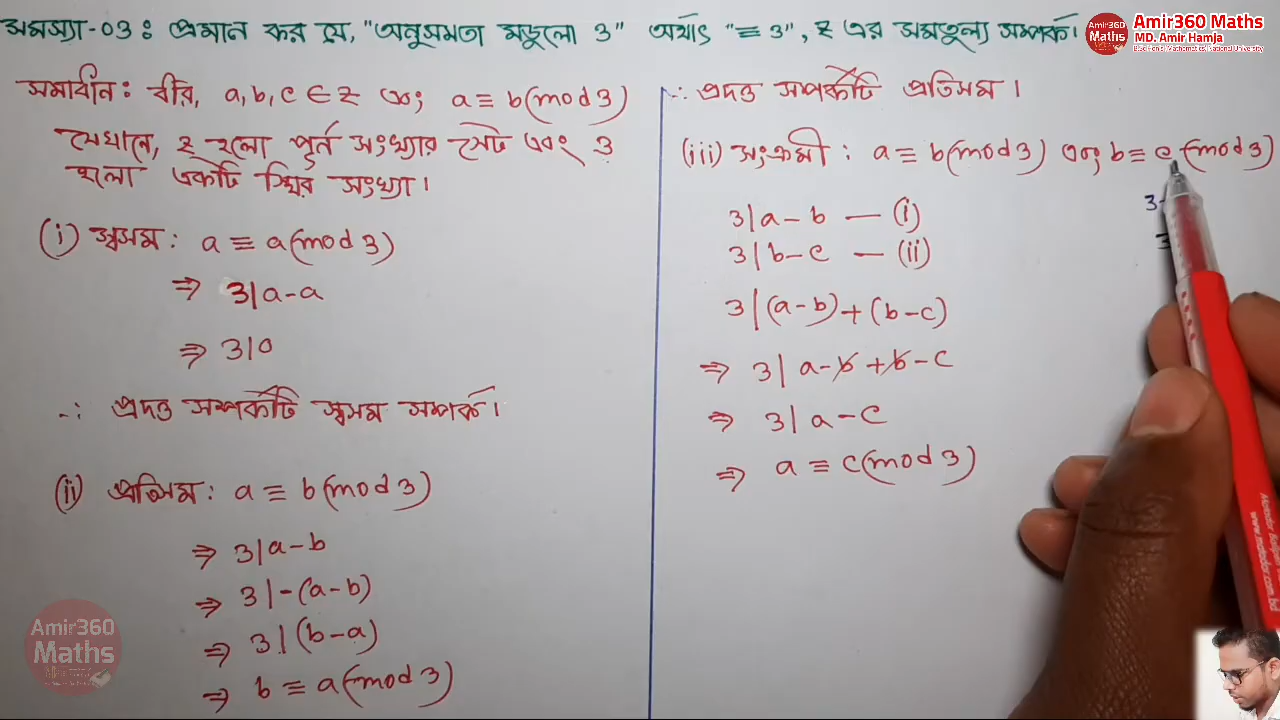 সমস্যা-03: প্রমান কর যে, "অনুসমতা মডুলো 3" অর্থাৎ "≡ 3", Z এর সমতুল্য সম্পর্ক।
Amir360 Maths
MD. Amir Hamja
সমাধান: ধরি, a, b, c ∈ Z এবং a ≡ b(mod 3)
যেখানে, Z হলো পূর্ণ সংখ্যার সেট এবং 3
হলো একটি স্থির সংখ্যা।
(i) স্বসম: a ≡ a(mod 3)
⇒ 3|a-a
⇒ 3|0
∴ প্রদত্ত সম্পর্কটি স্বসম সম্পর্ক।
(ii) প্রতিসম: a ≡ b(mod 3)
⇒ 3|a-b
⇒ 3|-(a-b)
⇒ 3|(b-a)
⇒ b ≡ a(mod 3)
∴ প্রদত্ত সম্পর্কটি প্রতিসম।
(iii) সংক্রমী: a ≡ b(mod 3) এবং b ≡ c(mod 3)
3|a-b — (i)
3|b-c — (ii)
3|(a-b)+(b-c)
⇒ 3|a-b+b-c
⇒ 3|a-c
⇒ a ≡ c(mod 3)
Amir360
Maths